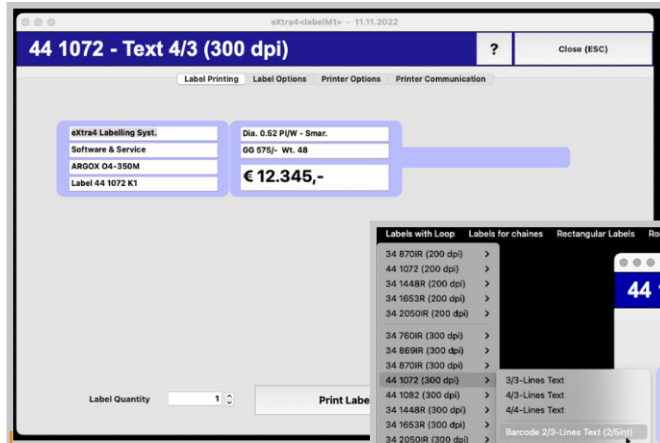 eXtra4<labelM1> - 11.11.2022
44 1072 - Text 4/3 (300 dpi)
?
Close (ESC)
Label Printing Label Options Printer Options Printer Communication
eXtra4 Labelling Syst.
Software & Service
ARGOX O4-350M
Label 44 1072 K1
Dia. 0.52 PI/W - Smar.
GG 575/- Wt. 48
€ 12.345,-
Label Quantity
1
Print Labe
Labels with Loop Labels for chaines Rectangular Labels Ro
34 870IR (200 dpi) >
44 1072 (200 dpi) >
34 1448R (200 dpi) >
34 1653R (200 dpi) >
34 2050IR (200 dpi) >
34 760IR (300 dpi) >
34 869IR (300 dpi) >
34 870IR (300 dpi) >
44 1072 (300 dpi) >
44 1082 (300 dpi) >
34 1448R (300 dpi) >
34 1653R (300 dpi) >
34 2050IR (300 dpi) >
3/3-Lines Text
4/3-Lines Text
4/4-Lines Text
Barcode 2/3-Lines Text (2/5int)
44